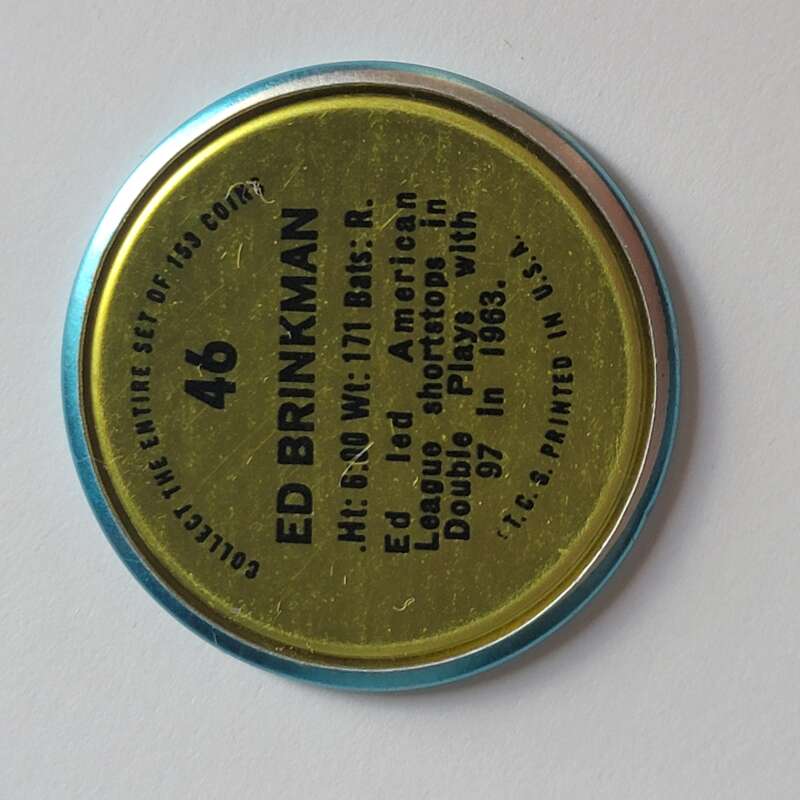 COLLECT THE ENTIRE SET OF 153 COINS
46
ED BRINKMAN
Ht: 6:00 Wt: 171 Bats: R.
Ed led American
League shortstops in
Double Plays with
97 in 1963.
T.C.S. PRINTED IN U.S.A.